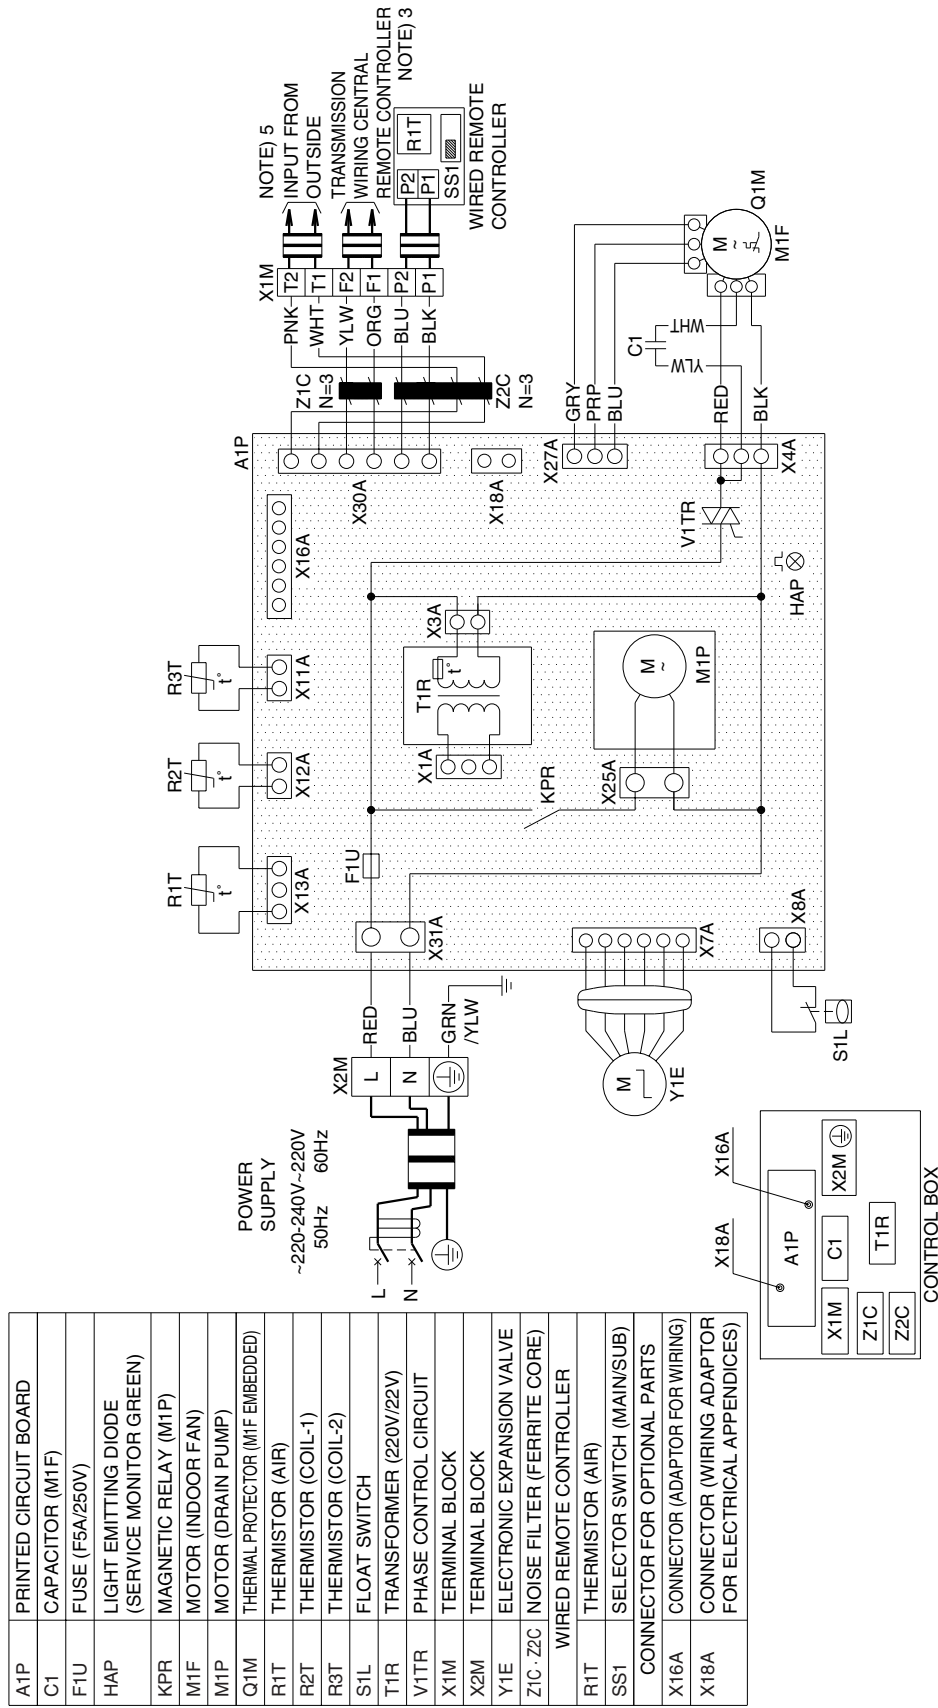 A1P PRINTED CIRCUIT BOARD
C1 CAPACITOR (M1F)
F1U FUSE (F5A/250V)
HAP LIGHT EMITTING DIODE
(SERVICE MONITOR GREEN)
KPR MAGNETIC RELAY (M1P)
M1F MOTOR (INDOOR FAN)
M1P MOTOR (DRAIN PUMP)
Q1M THERMAL PROTECTOR (M1F EMBEDDED)
R1T THERMISTOR (AIR)
R2T THERMISTOR (COIL-1)
R3T THERMISTOR (COIL-2)
S1L FLOAT SWITCH
T1R TRANSFORMER (220V/22V)
V1TR PHASE CONTROL CIRCUIT
X1M TERMINAL BLOCK
X2M TERMINAL BLOCK
Y1E ELECTRONIC EXPANSION VALVE
Z1C · Z2C NOISE FILTER (FERRITE CORE)
WIRED REMOTE CONTROLLER
R1T THERMISTOR (AIR)
SS1 SELECTOR SWITCH (MAIN/SUB)
CONNECTOR FOR OPTIONAL PARTS
X16A CONNECTOR (ADAPTOR FOR WIRING)
X18A CONNECTOR (WIRING ADAPTOR
FOR ELECTRICAL APPENDICES)
POWER
SUPPLY
~220-240V~220V
50Hz 60Hz
L
N
X2M
L
N
RED
BLU
GRN
/YLW
R1T
t°
X13A
R2T
t°
X12A
R3T
t°
X11A
X16A
A1P
X31A
F1U
X30A
X18A
Z1C
N=3
Z2C
N=3
PNK
WHT
YLW
ORG
BLU
BLK
X1M
T2
T1
F2
F1
P2
P1
NOTE) 5
INPUT FROM
OUTSIDE
TRANSMISSION
WIRING CENTRAL
REMOTE CONTROLLER
NOTE) 3
P2
P1
R1T
SS1
WIRED REMOTE
CONTROLLER
X1A
T1R
t°
X3A
KPR
X25A
M
~
M1P
X27A
GRY
PRP
BLU
V1TR
X4A
RED
BLK
YLW
WHT
C1
M
~
Q1M
M1F
HAP
X7A
M
Y1E
X8A
S1L
X18A
X16A
A1P
X1M
C1
X2M
Z1C
Z2C
T1R
CONTROL BOX